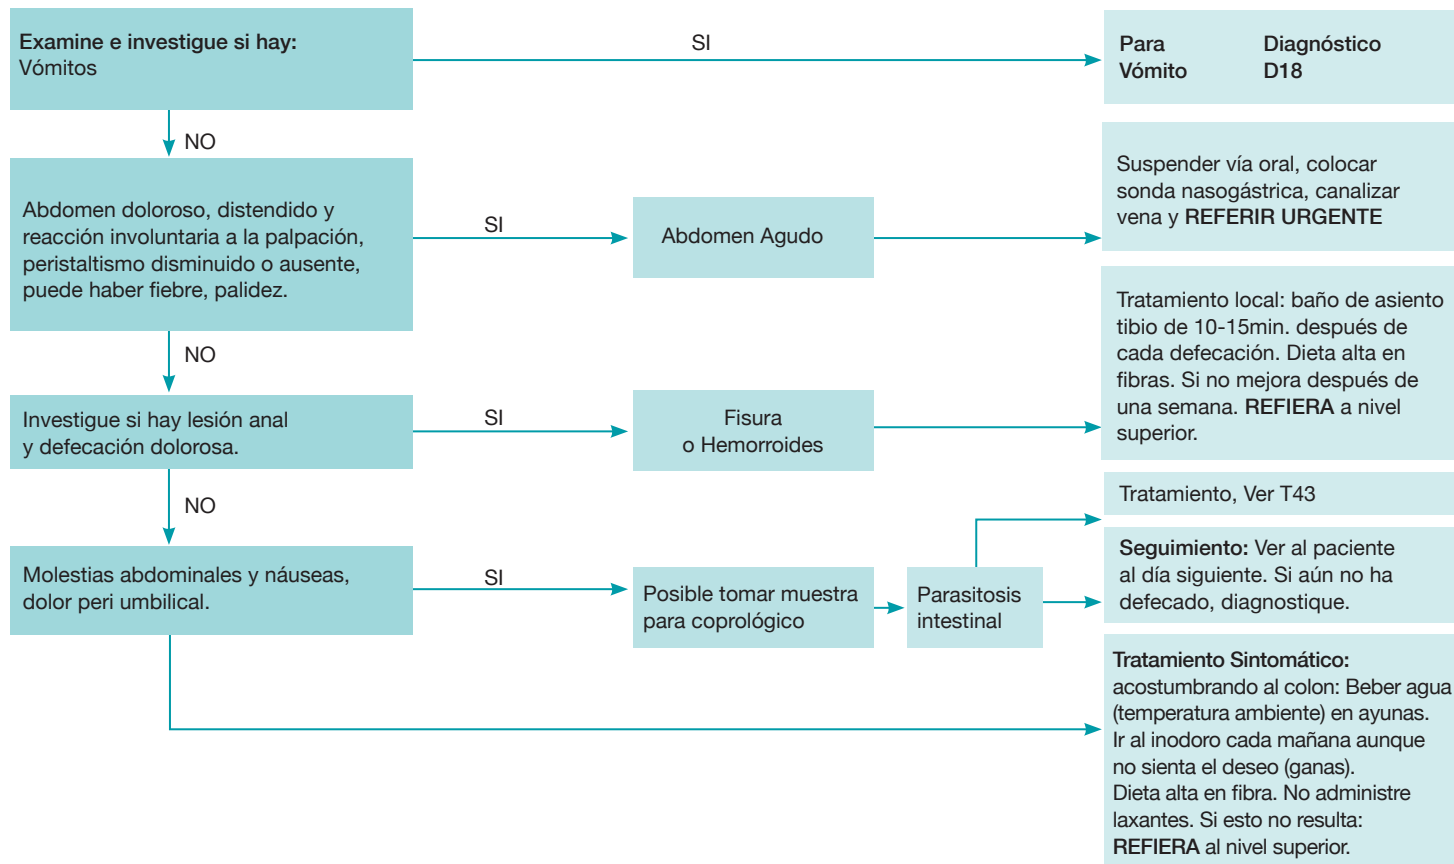 Examine e investigue si hay:
Vómitos
SI
Para Diagnóstico
Vómito D18
NO
Abdomen doloroso, distendido y
reacción involuntaria a la palpación,
peristaltismo disminuido o ausente,
puede haber fiebre, palidez.
SI
Abdomen Agudo
Suspender vía oral, colocar
sonda nasogástrica, canalizar
vena y REFERIR URGENTE
NO
Investigue si hay lesión anal
y defecación dolorosa.
SI
Fisura
o Hemorroides
Tratamiento local: baño de asiento
tibio de 10-15min. después de
cada defecación. Dieta alta en
fibras. Si no mejora después de
una semana. REFIERA a nivel
superior.
NO
Molestias abdominales y náuseas,
dolor peri umbilical.
SI
Posible tomar muestra
para coprológico
Parasitosis
intestinal
Tratamiento, Ver T43
Seguimiento: Ver al paciente
al día siguiente. Si aún no ha
defecado, diagnostique.
Tratamiento Sintomático:
acostumbrando al colon: Beber agua
(temperatura ambiente) en ayunas.
Ir al inodoro cada mañana aunque
no sienta el deseo (ganas).
Dieta alta en fibra. No administre
laxantes. Si esto no resulta:
REFIERA al nivel superior.